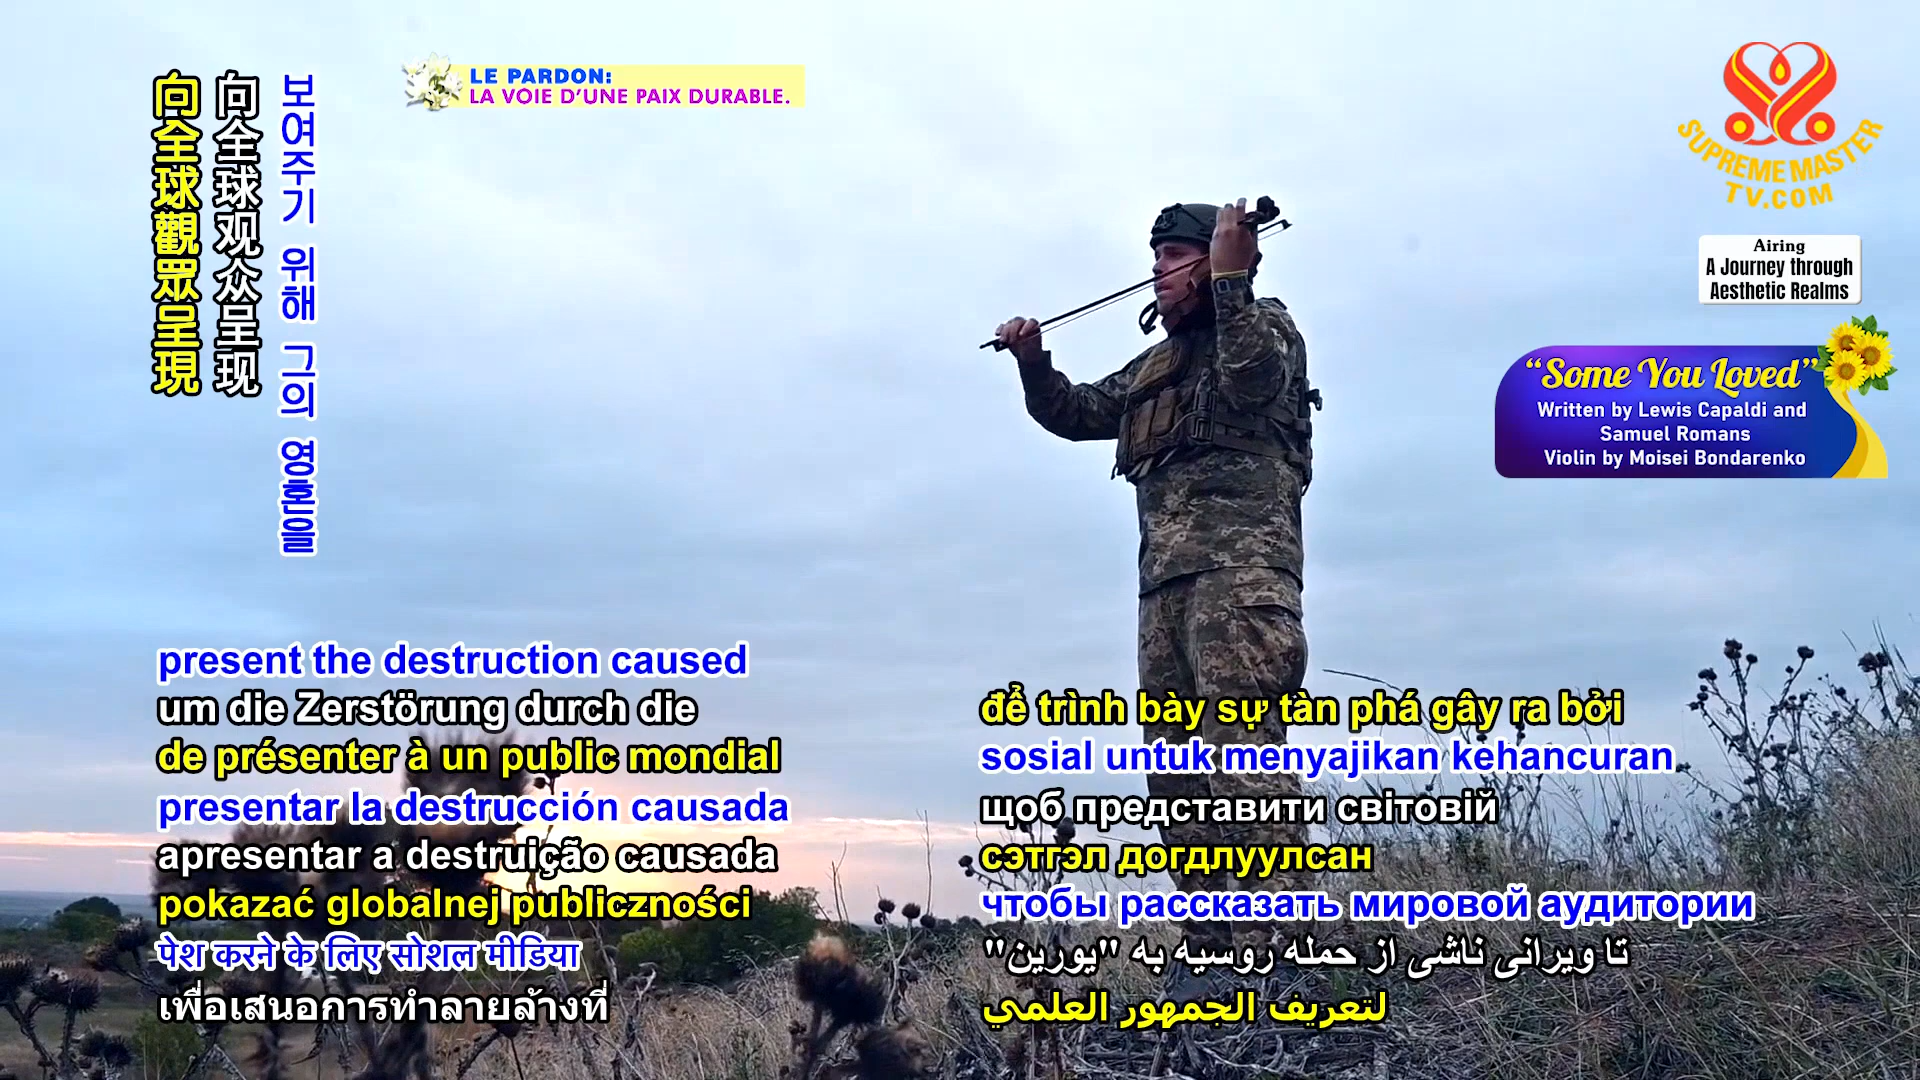 向全球觀眾呈現
向全球观众呈现
보여주기 위해 그의 영혼을
LE PARDON:
LA VOIE D'UNE PAIX DURABLE.
SUPREME MASTER
TV.COM
Airing
A Journey through
Aesthetic Realms
“Some You Loved”
Written by Lewis Capaldi and
Samuel Romans
Violin by Moisei Bondarenko
present the destruction caused
um die Zerstörung durch die
de présenter à un public mondial
presentar la destrucción causada
apresentar a destruição causada
pokazać globalnej publiczności
पेश करने के लिए सोशल मीडिया
เพื่อเสนอการทำลายล้างที่
để trình bày sự tàn phá gây ra bởi
sosial untuk menyajikan kehancuran
щоб представити світовій
сэтгэл догдлуулсан
чтобы рассказать мировой аудитории
تا ویرانی ناشی از حمله روسیه به "یورین"
لتعريف الجمهور العلمي